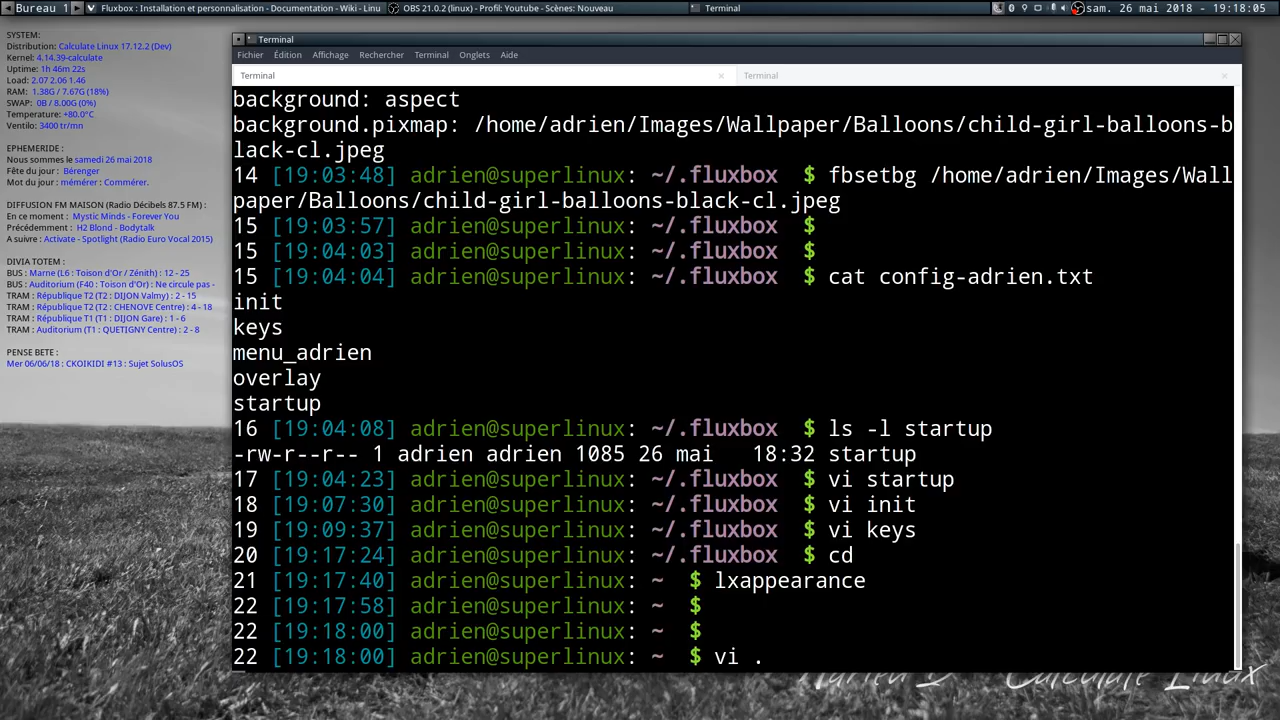 Bureau 1
Fluxbox : Installation et personnalisation - Documentation - Wiki - Linu
OBS 21.0.2 (linux) - Profil: Youtube - Scènes: Nouveau
Terminal
sam. 26 mai 2018 - 19:18:05
SYSTEM:
Distribution: Calculate Linux 17.12.2 (Dev)
Kernel: 4.14.39-calculate
Uptime: 1h 46m 22s
Load: 2.07 2.06 1.46
RAM: 1.38G / 7.67G (18%)
SWAP: 0B / 8.00G (0%)
Temperature: +80.0°C
Ventilo: 3400 tr/mn
EPHEMERIDE :
Nous sommes le samedi 26 mai 2018
Fête du jour : Bérenger
Mot du jour : mémérer : Commérer.
DIFFUSION FM MAISON (Radio Décibels 87.5 FM) :
En ce moment : Mystic Minds - Forever You
Précédemment : H2 Blond - Bodytalk
A suivre : Activate - Spotlight (Radio Euro Vocal 2015)
DIVIA TOTEM :
BUS : Marne (L6 : Toison d'Or / Zénith) : 12 - 25
BUS : Auditorium (F40 : Toison d'Or) : Ne circule pas -
TRAM : République T2 (T2 : DIJON Valmy) : 2 - 15
TRAM : République T2 (T2 : CHENOVE Centre) : 4 - 18
TRAM : République T1 (T1 : DIJON Gare) : 1 - 6
TRAM : Auditorium (T1 : QUETIGNY Centre) : 2 - 8
PENSE BETE :
Mer 06/06/18 : CKOIKIDI #13 : Sujet SolusOS
Terminal
Fichier Édition Affichage Rechercher Terminal Onglets Aide
Terminal × Terminal ×
background: aspect
background.pixmap: /home/adrien/Images/Wallpaper/Balloons/child-girl-balloons-b
lack-cl.jpeg
14 [19:03:48] adrien@superlinux: ~/.fluxbox $ fbsetbg /home/adrien/Images/Wall
paper/Balloons/child-girl-balloons-black-cl.jpeg
15 [19:03:57] adrien@superlinux: ~/.fluxbox $
15 [19:04:03] adrien@superlinux: ~/.fluxbox $
15 [19:04:04] adrien@superlinux: ~/.fluxbox $ cat config-adrien.txt
init
keys
menu_adrien
overlay
startup
16 [19:04:08] adrien@superlinux: ~/.fluxbox $ ls -l startup
-rw-r--r-- 1 adrien adrien 1085 26 mai   18:32 startup
17 [19:04:23] adrien@superlinux: ~/.fluxbox $ vi startup
18 [19:07:30] adrien@superlinux: ~/.fluxbox $ vi init
19 [19:09:37] adrien@superlinux: ~/.fluxbox $ vi keys
20 [19:17:24] adrien@superlinux: ~/.fluxbox $ cd
21 [19:17:40] adrien@superlinux: ~ $ lxappearance
22 [19:17:58] adrien@superlinux: ~ $
22 [19:18:00] adrien@superlinux: ~ $
22 [19:18:00] adrien@superlinux: ~ $ vi .
Calculate Linux